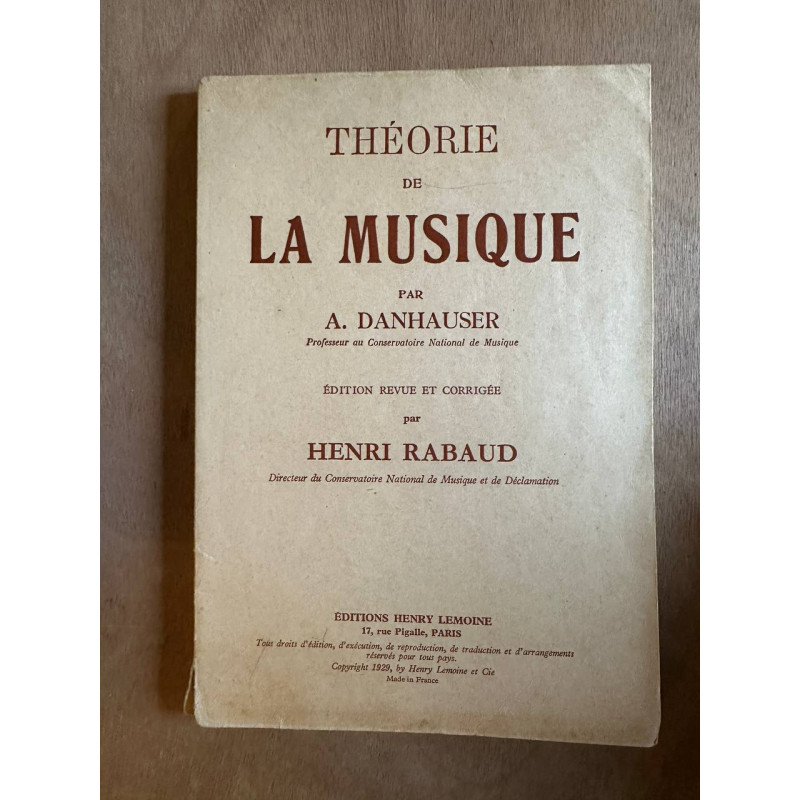 THÉORIE
DE
LA MUSIQUE
PAR
A. DANHAUSER
Professeur au Conservatoire National de Musique
ÉDITION REVUE ET CORRIGÉE
par
HENRI RABAUD
Directeur du Conservatoire National de Musique et de Déclamation
ÉDITIONS HENRY LEMOINE
17, rue Pigalle, PARIS
Tous droits d'édition, d'exécution, de reproduction, de traduction et d'arrangements
réservés pour tous pays.
Copyright 1929, by Henry Lemoine et Cie
Made in France